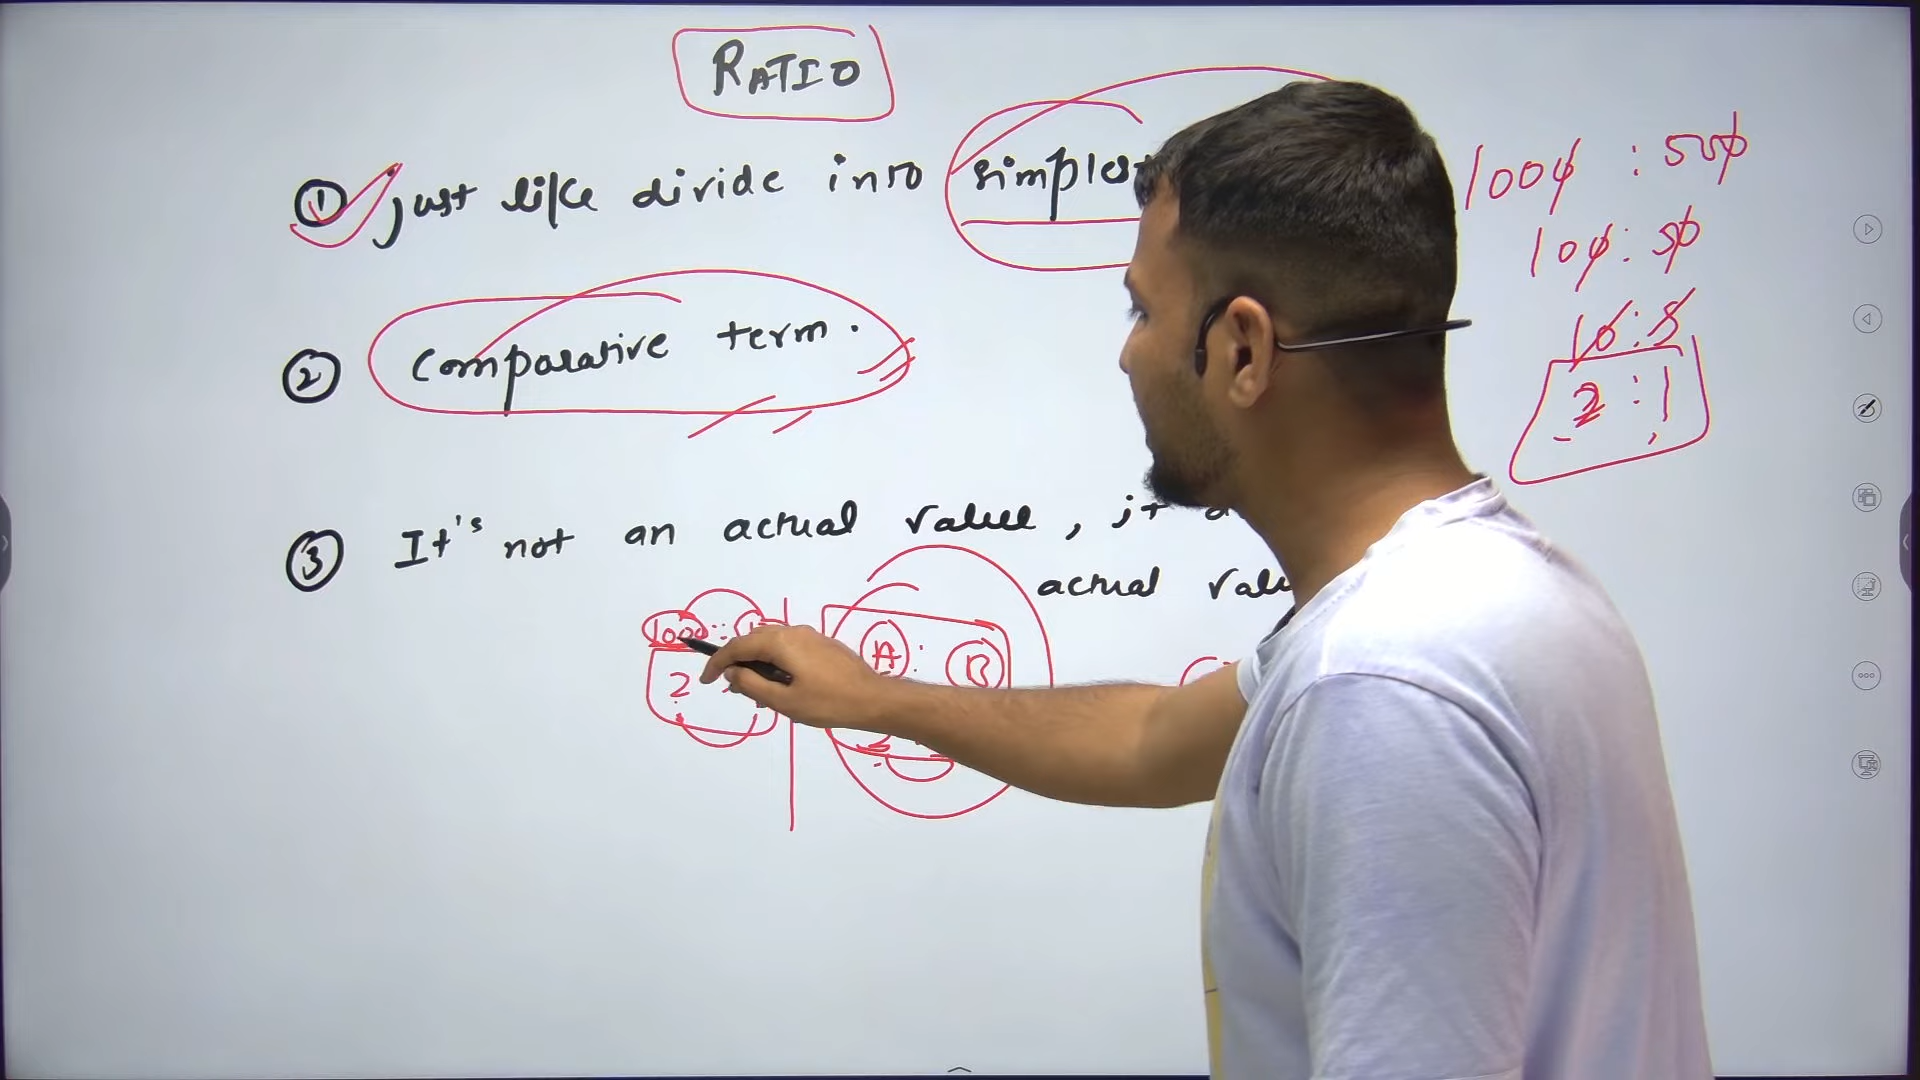 RATIO
① Just like divide into simplest
② Comparative term.
③ It's not an actual value, it
actual
1000 : 500
100 : 50
10 : 5
2 : 1
1000 :
2
A : B